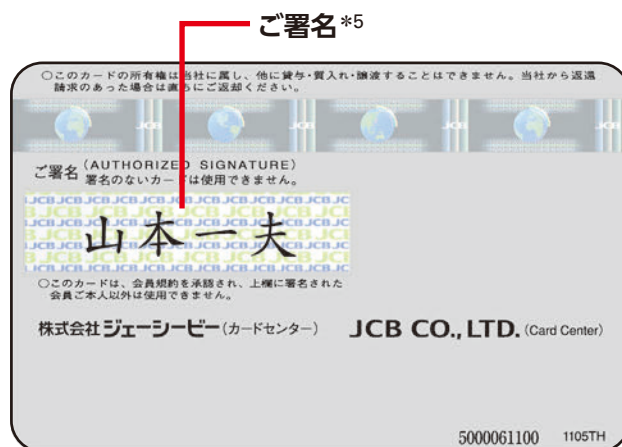 ご署名*5
○このカードの所有権は当社に属し、他に貸与・質入れ・譲渡することはできません。当社から返還
請求のあった場合は直ちにご返却ください。
JCB JCB JCB JCB
ご署名(AUTHORIZED SIGNATURE)
署名のないカードは使用できません。
山本一夫
○このカードは、会員規約を承認され、上欄に署名された
会員ご本人以外は使用できません。
株式会社ジェーシービー(カードセンター) JCB CO., LTD. (Card Center)
5000061100 1105TH